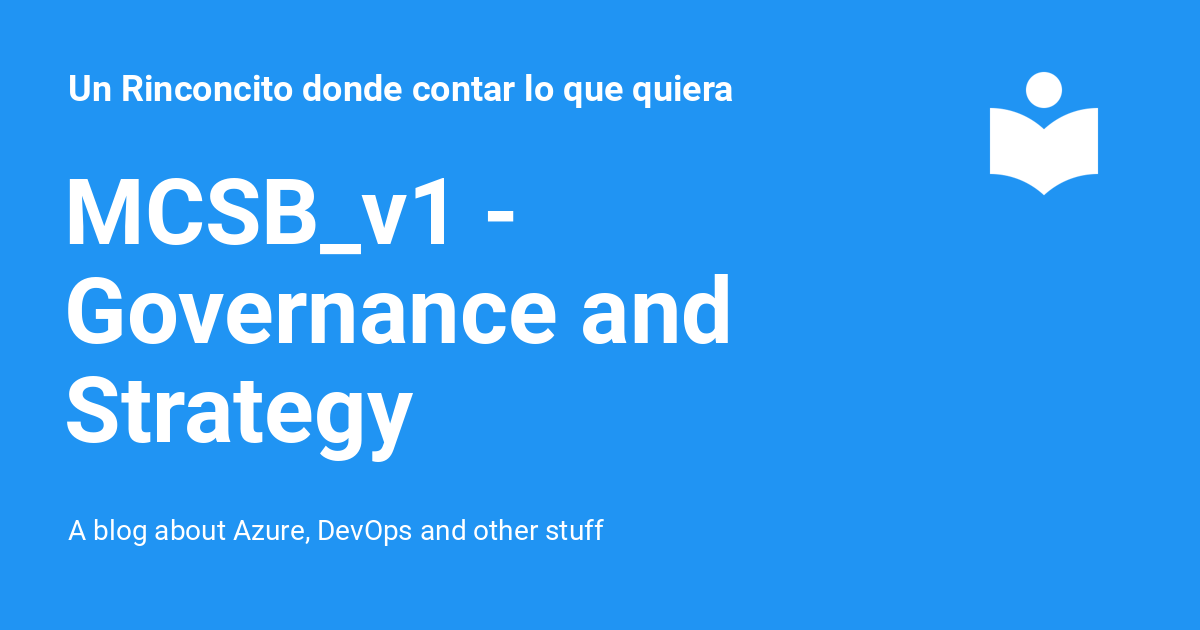 Un Rinconcito donde contar lo que quiera
MCSB_v1 -
Governance and
Strategy
A blog about Azure, DevOps and other stuff